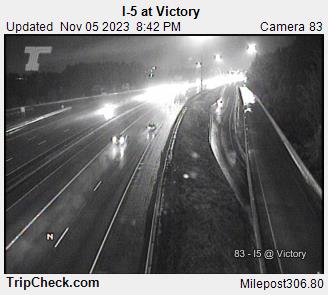 I-5 at Victory
Updated Nov 05 2023 8:42 PM Camera 83
T
N
83 - I5 @ Victory
TripCheck.com Milepost306.80